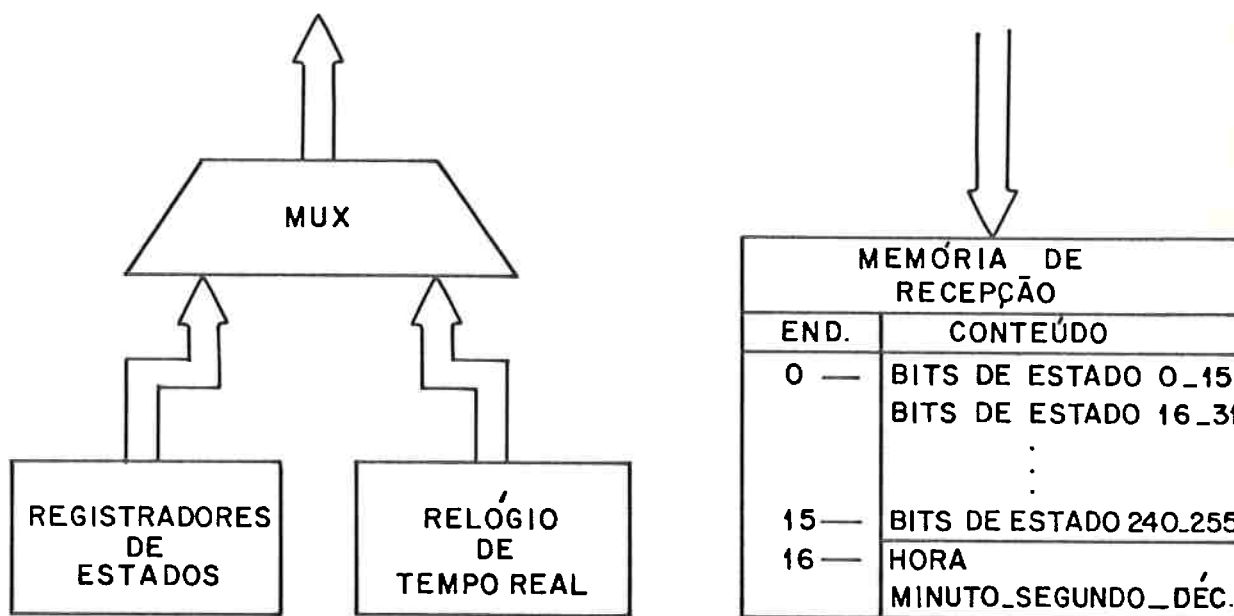 MUX
REGISTRADORES
DE
ESTADOS
RELÓGIO
DE
TEMPO REAL
MEMÓRIA DE
RECEPÇÃO
END. CONTEÚDO
0 — BITS DE ESTADO 0_15
BITS DE ESTADO 16_31
.
.
.
15 — BITS DE ESTADO 240_255
16 — HORA
MINUTO_SEGUNDO_DÉC.